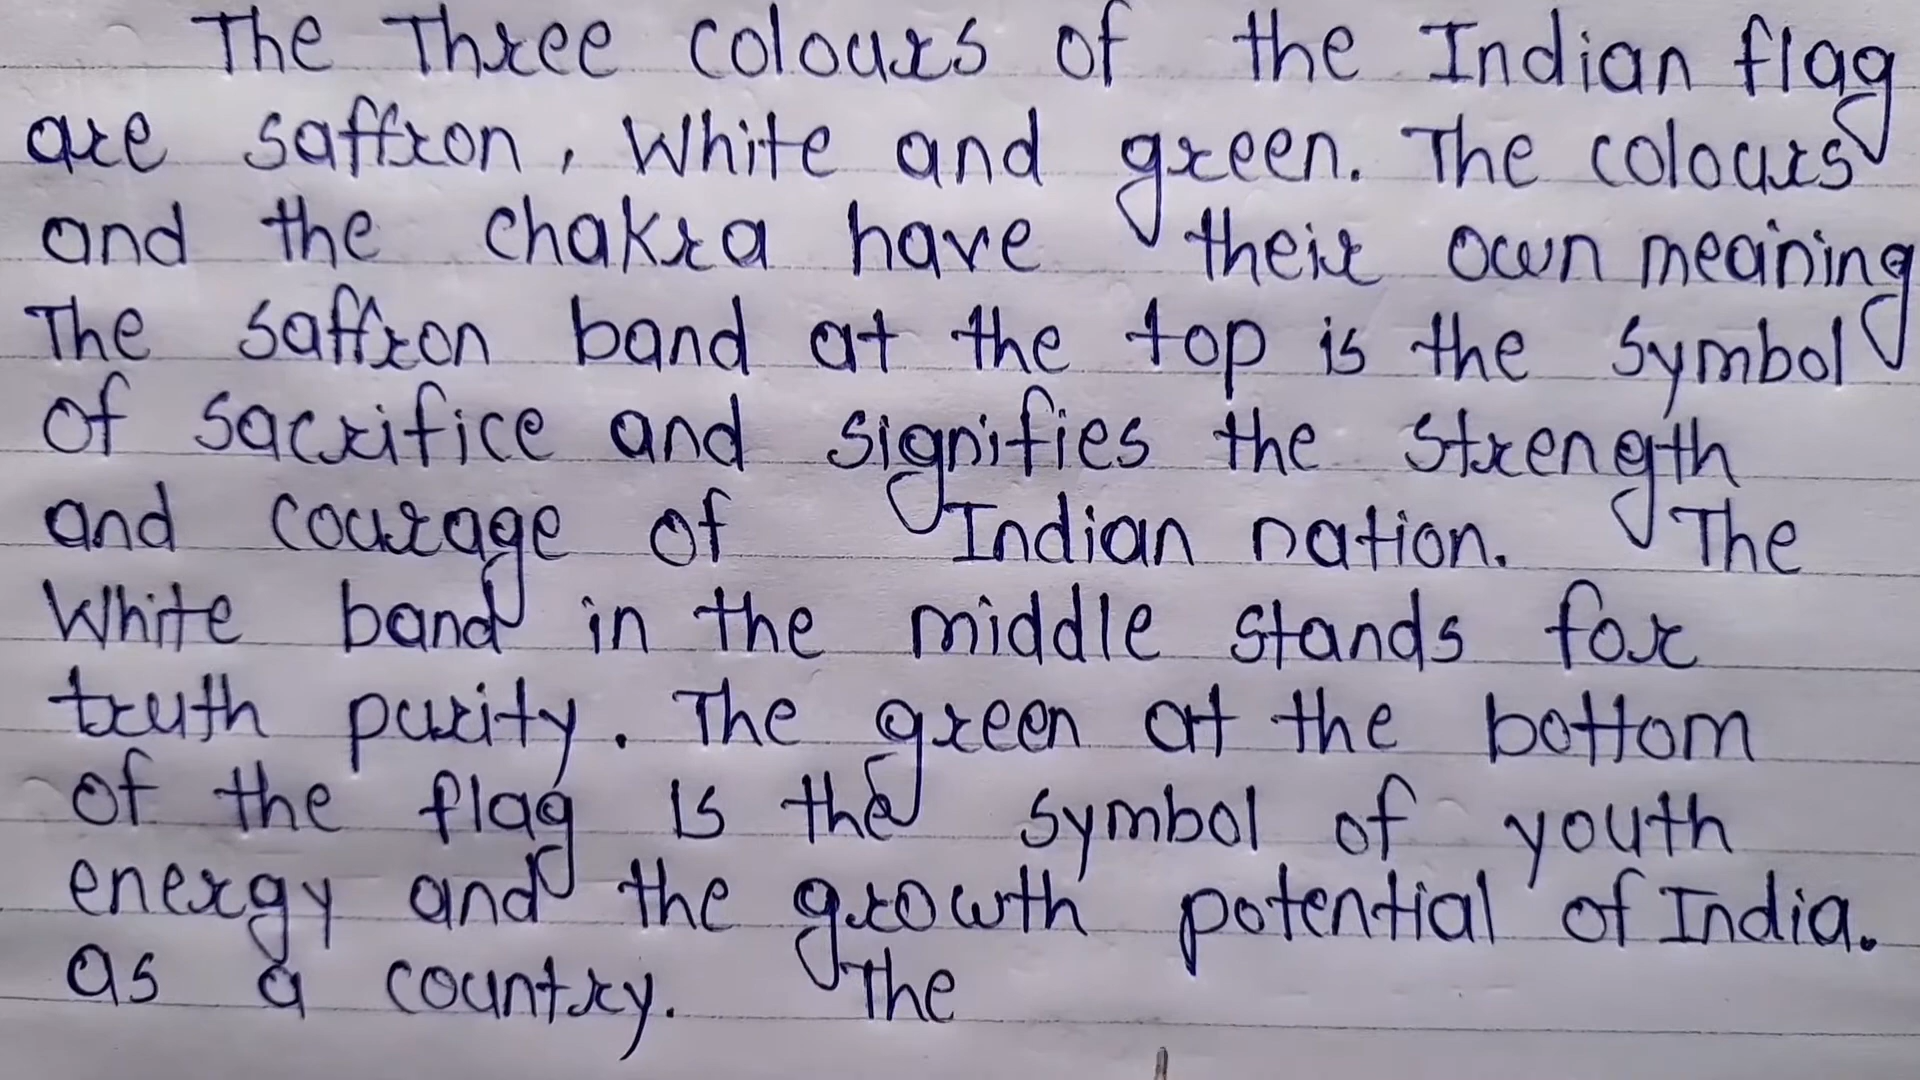 The Three colours of the Indian flag
are saffron, White and green. The colours
and the chakra have their own meaning
The saffron band at the top is the symbol
of sacrifice and signifies the strength
and courage of Indian nation. The
White band in the middle stands for
truth purity. The green at the bottom
of the flag is the symbol of youth
energy and the growth potential of India.
as a country. The